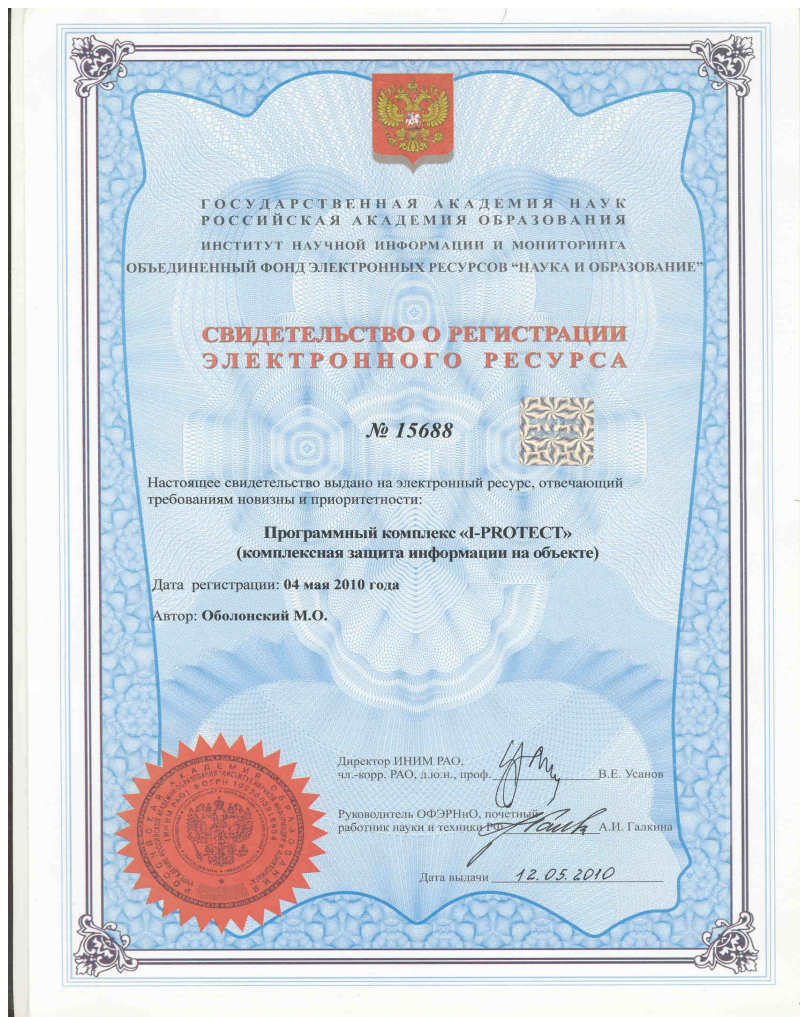 ГОСУДАРСТВЕННАЯ АКАДЕМИЯ НАУК
РОССИЙСКАЯ АКАДЕМИЯ ОБРАЗОВАНИЯ
ИНСТИТУТ НАУЧНОЙ ИНФОРМАЦИИ И МОНИТОРИНГА
ОБЪЕДИНЕННЫЙ ФОНД ЭЛЕКТРОННЫХ РЕСУРСОВ “НАУКА И ОБРАЗОВАНИЕ”
СВИДЕТЕЛЬСТВО О РЕГИСТРАЦИИ
ЭЛЕКТРОННОГО РЕСУРСА
№ 15688
Настоящее свидетельство выдано на электронный ресурс, отвечающий
требованиям новизны и приоритетности:
Программный комплекс «I-PROTECT»
(комплексная защита информации на объекте)
Дата регистрации: 04 мая 2010 года
Автор: Оболонский М.О.
Директор ИНИМ РАО,
чл.-корр. РАО, д.ю.н., проф. В.Е. Усанов
Руководитель ОФЭРНиО, почетный
работник науки и техники РФ А.И. Галкина
Дата выдачи 12.05.2010
РОССИЙСКАЯ АКАДЕМИЯ ОБРАЗОВАНИЯ